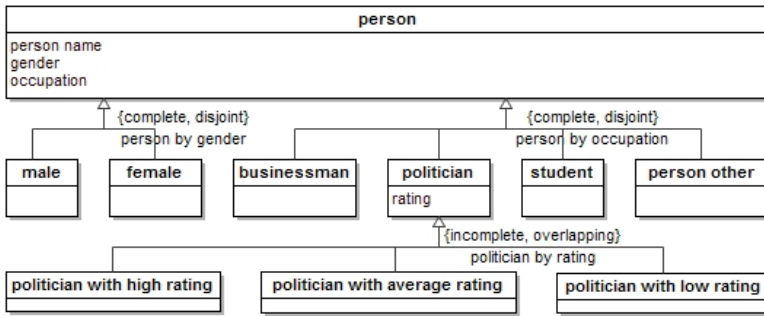 person
person name
gender
occupation
{complete, disjoint}
person by gender
{complete, disjoint}
person by occupation
male
female
businessman
politician
rating
student
person other
{incomplete, overlapping}
politician by rating
politician with high rating
politician with average rating
politician with low rating